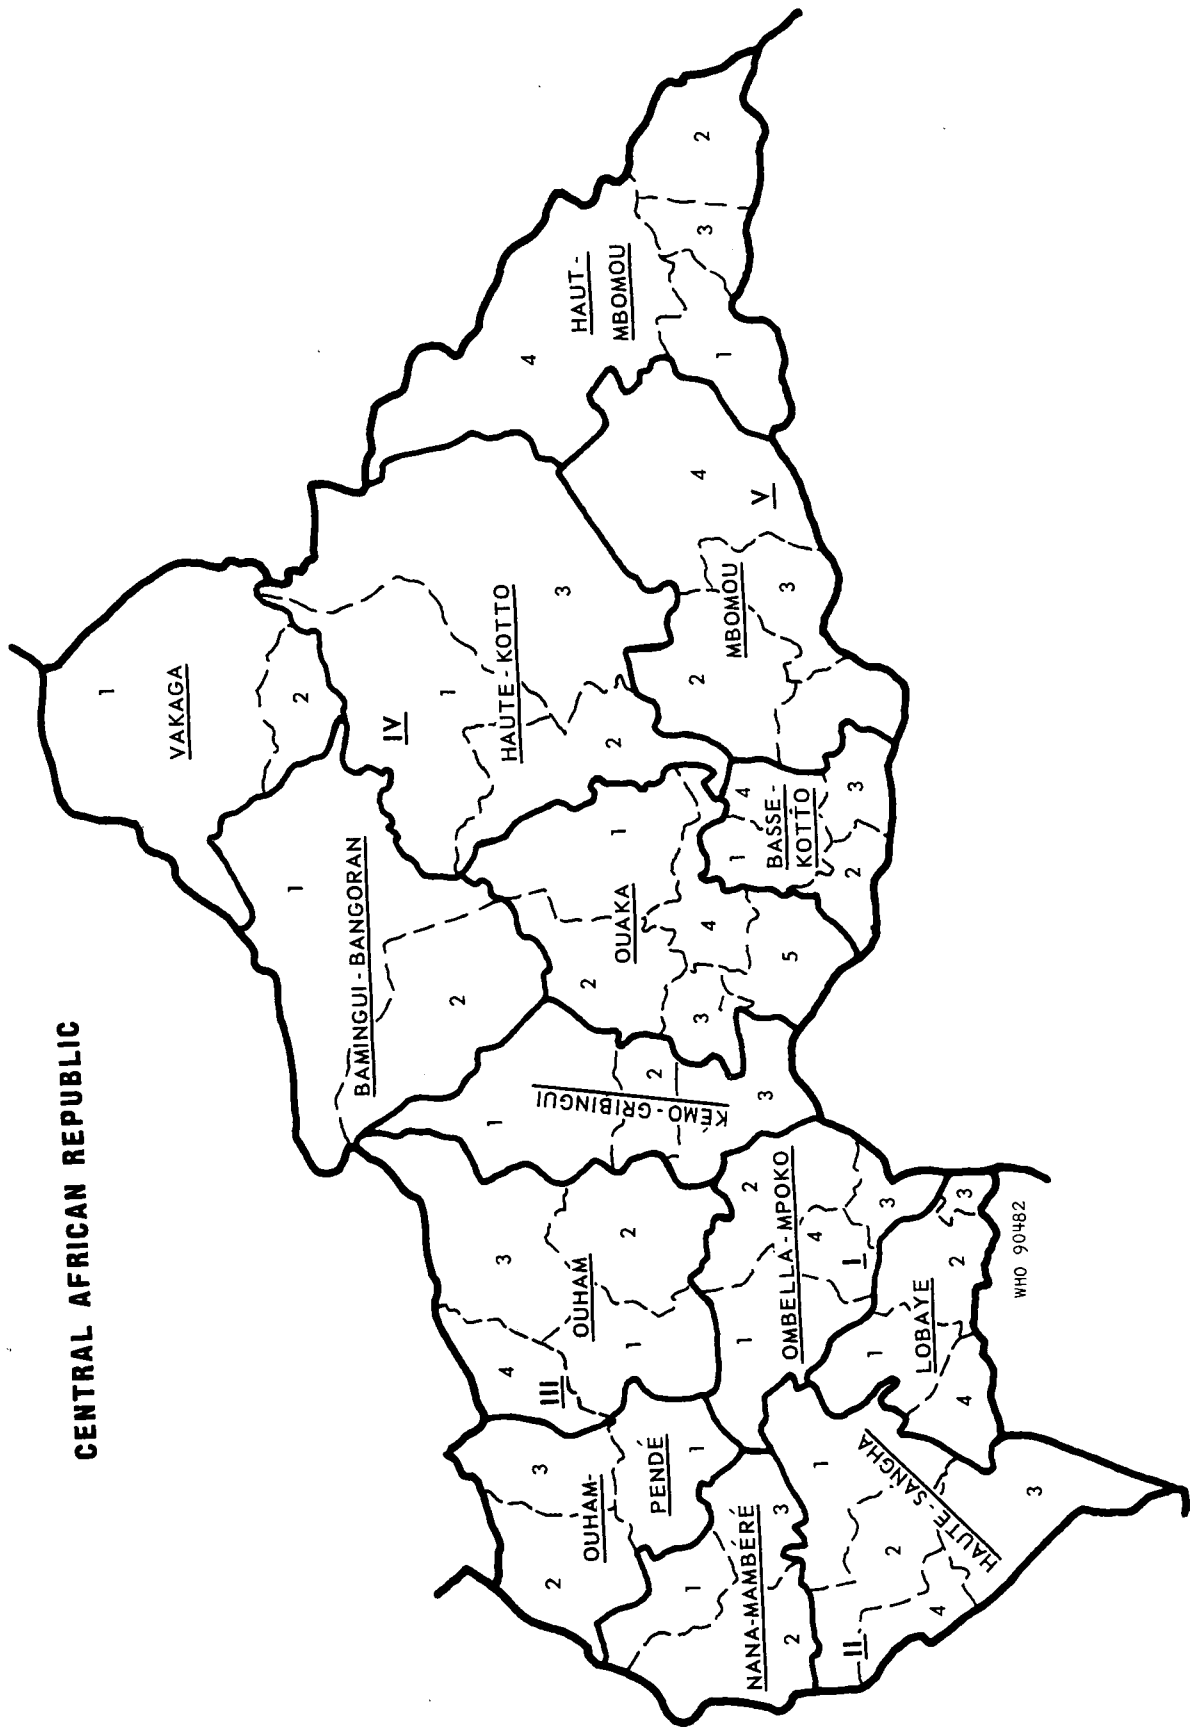 CENTRAL AFRICAN REPUBLIC
1
VAKAGA
2
1
BAMINGUI - BANGORAN
2
IV
1
HAUTE - KOTTO
3
2
4
HAUT -
MBOMOU
1
3
2
4
V
MBOMOU
2
3
1
OUAKA
2
4
3
5
4
1
BASSE -
KOTTO
2
3
1
2
KÉMO - GRIBINGUI
3
3
OUHAM
2
1
4
III
3
OUHAM-
PENDÉ
2
1
1
NANA-MAMBÉRÉ
3
2
2
OMBELLA - MPOKO
1
4
I
3
1
LOBAYE
2
3
4
1
HAUTE - SANGHA
2
II
4
3
WHO 90482